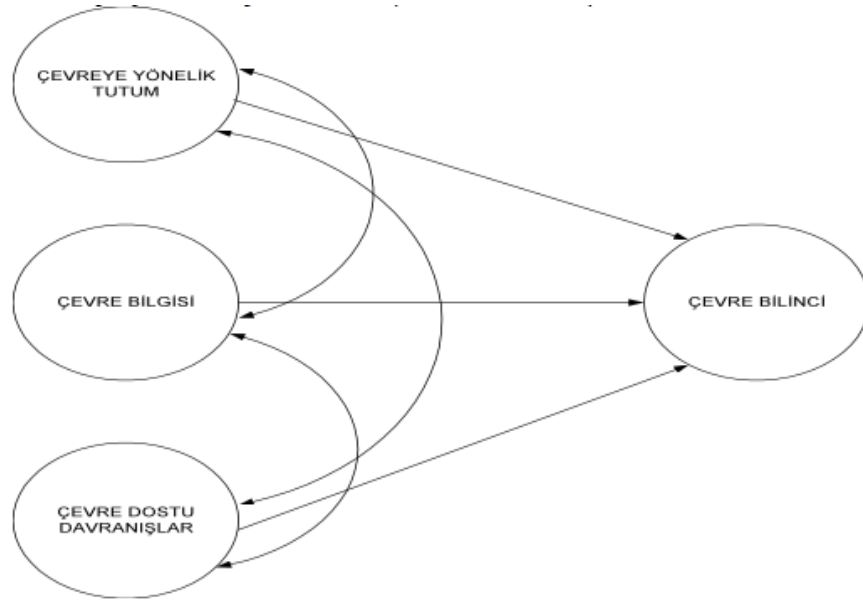 ÇEVREYE YÖNELİK
TUTUM
ÇEVRE BİLGİSİ
ÇEVRE BİLİNCİ
ÇEVRE DOSTU
DAVRANIŞLAR